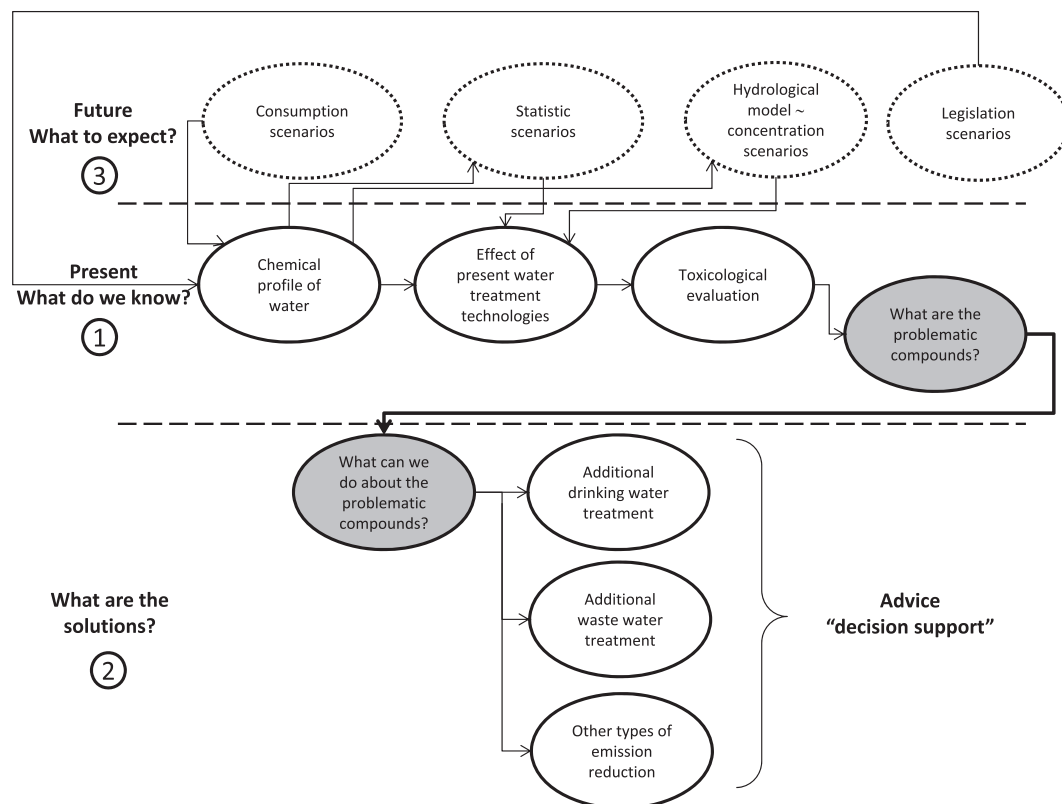 Future
What to expect?
3
Consumption
scenarios
Statistic
scenarios
Hydrological
model ~
concentration
scenarios
Legislation
scenarios
Present
What do we know?
1
Chemical
profile of
water
Effect of
present water
treatment
technologies
Toxicological
evaluation
What are the
problematic
compounds?
What are the
solutions?
2
What can we
do about the
problematic
compounds?
Additional
drinking water
treatment
Additional
waste water
treatment
Other types of
emission
reduction
Advice
“decision support”